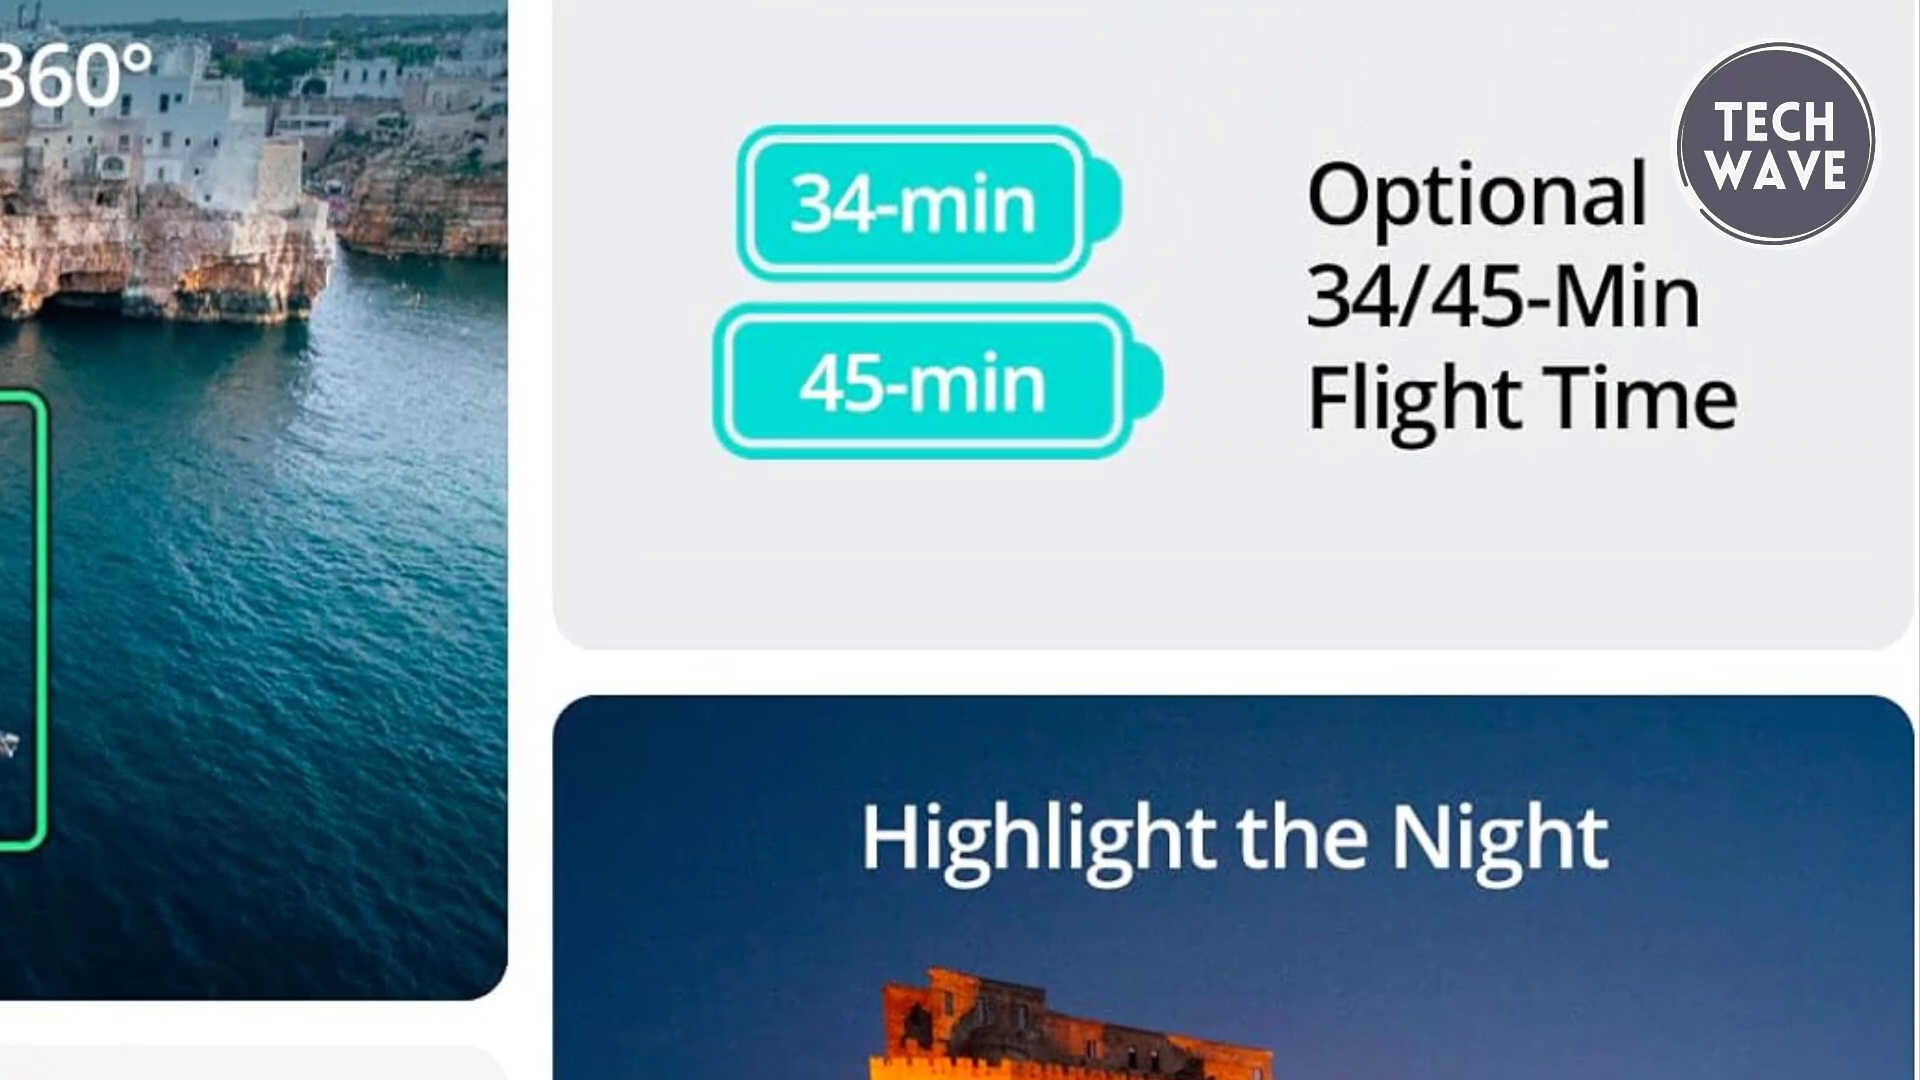 360°
34-min
45-min
Optional
34/45-Min
Flight Time
TECH
WAVE
Highlight the Night